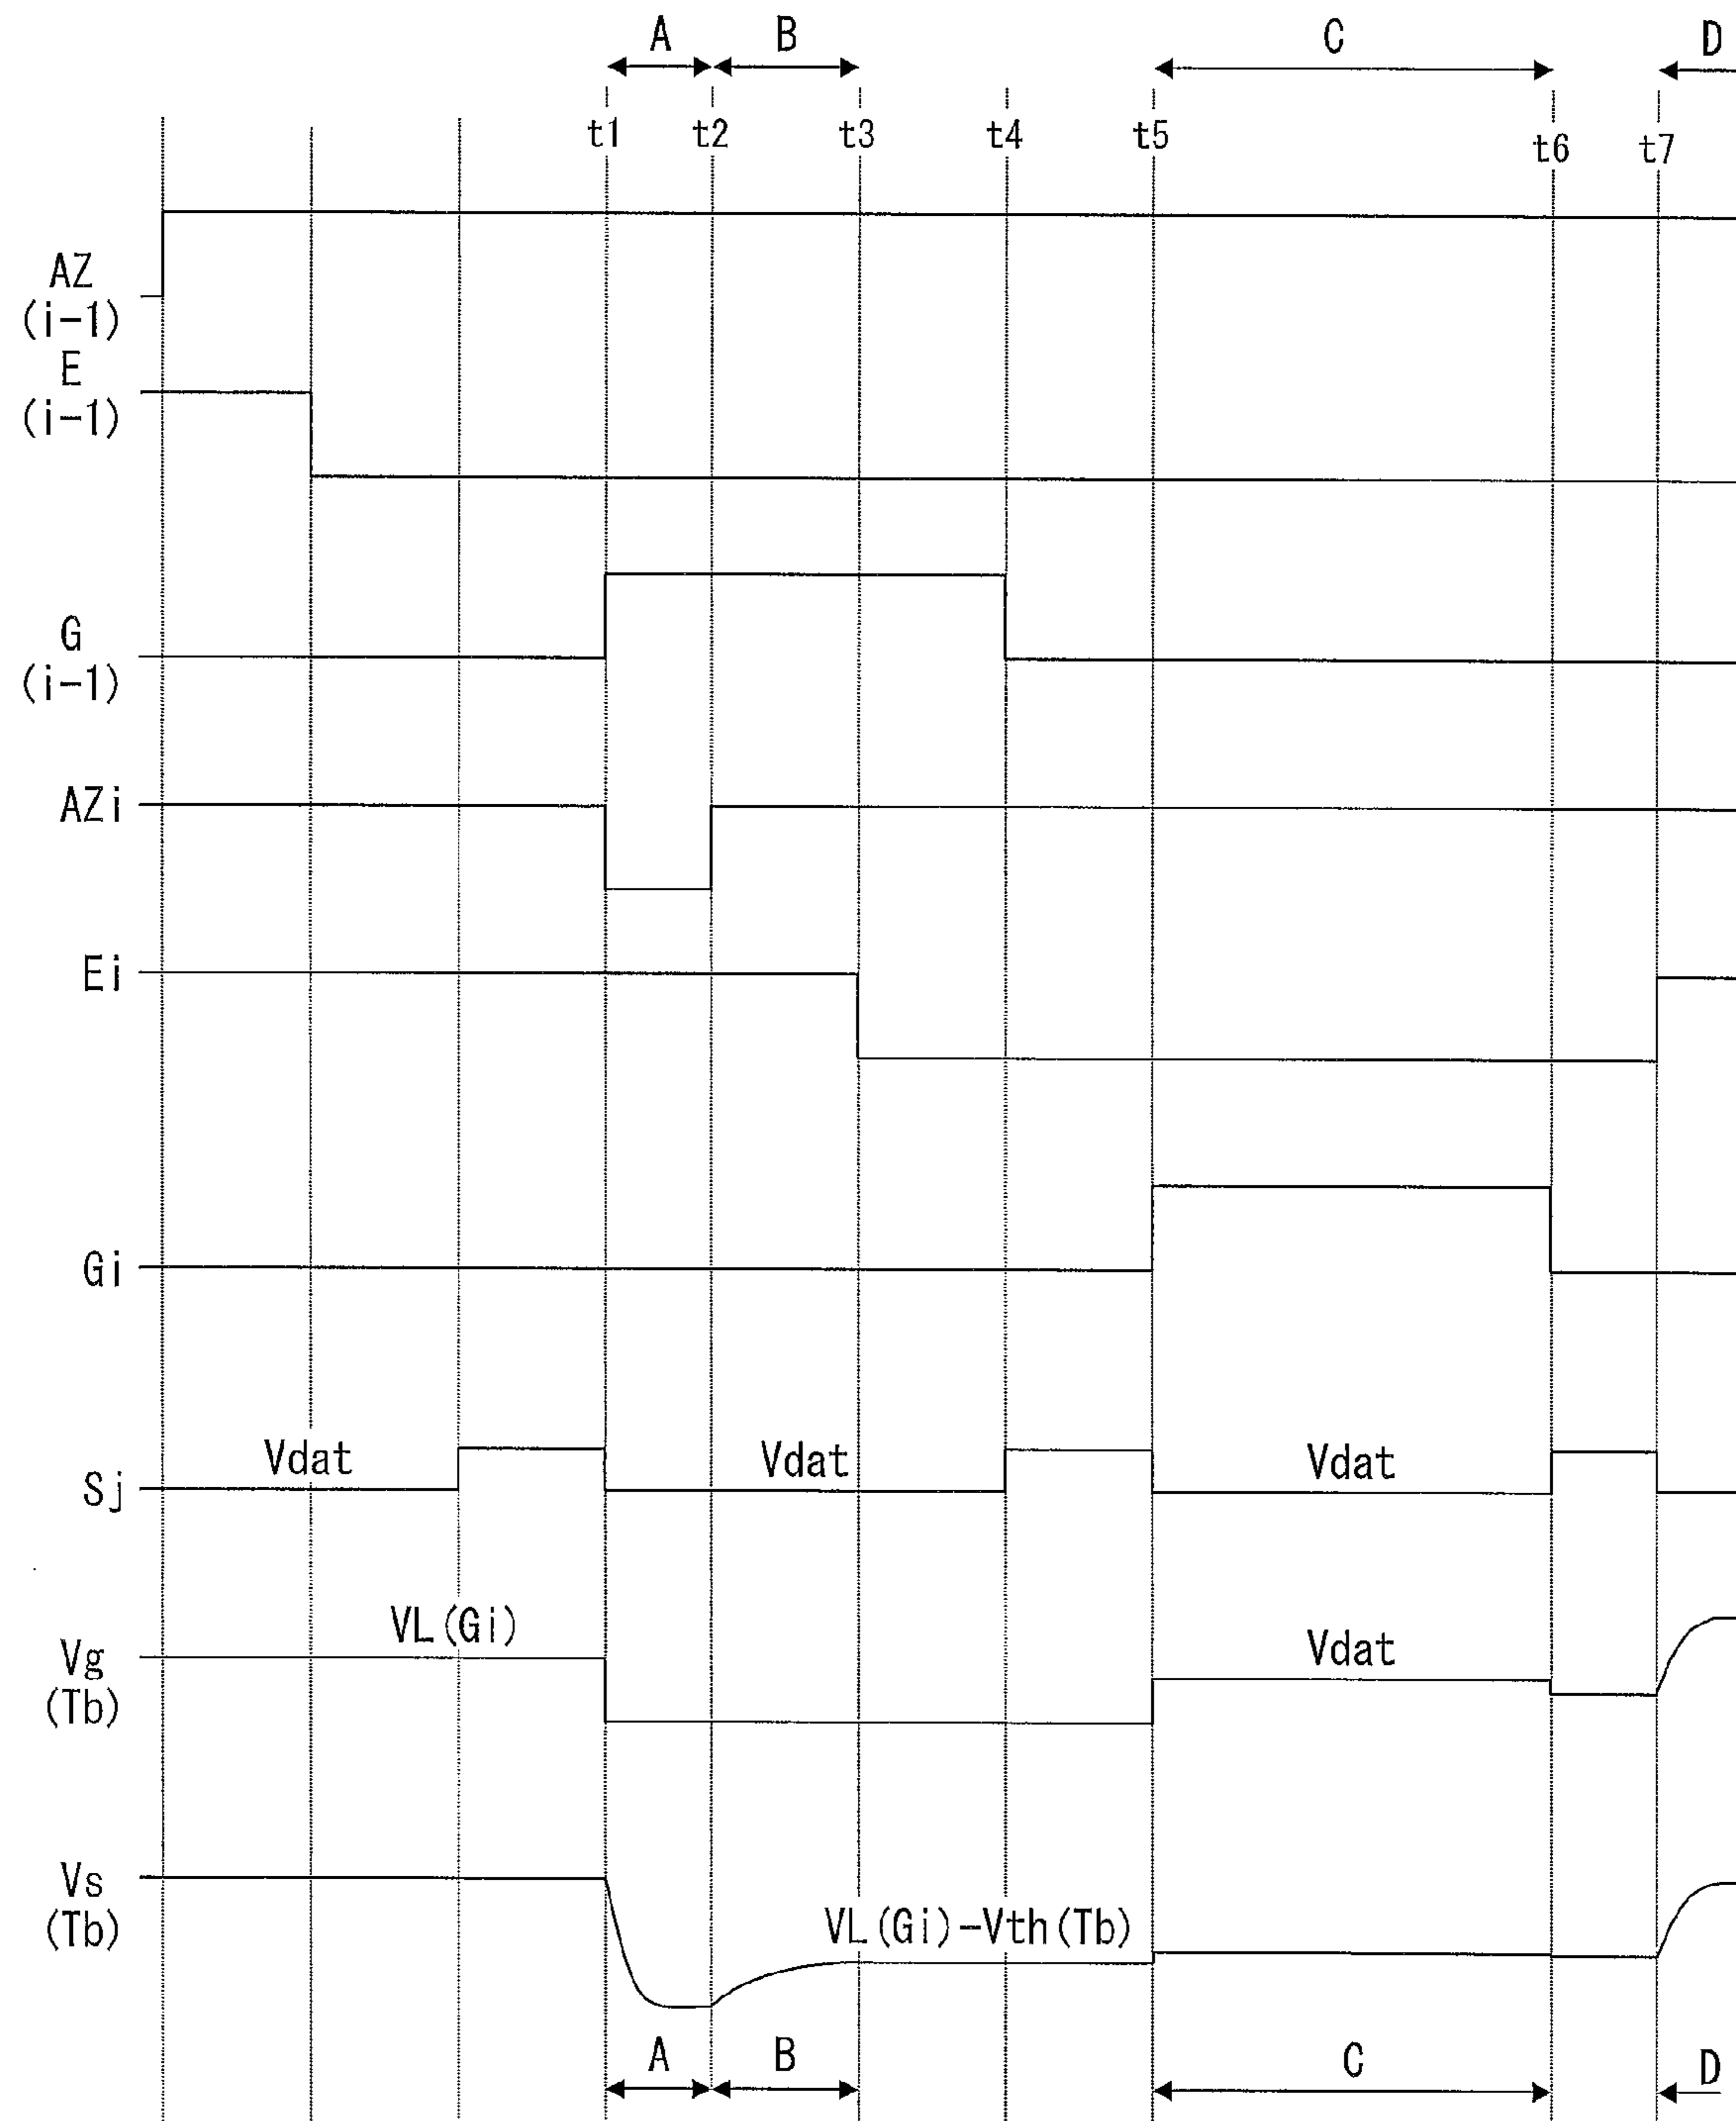 A B C D
t1 t2 t3 t4 t5 t6 t7
AZ
(i-1)
E
(i-1)
G
(i-1)
AZi
Ei
Gi
Vdat Vdat Vdat
Sj
VL(Gi) Vdat
Vg
(Tb)
Vs
(Tb)
VL(Gi)-Vth(Tb)
A B C D